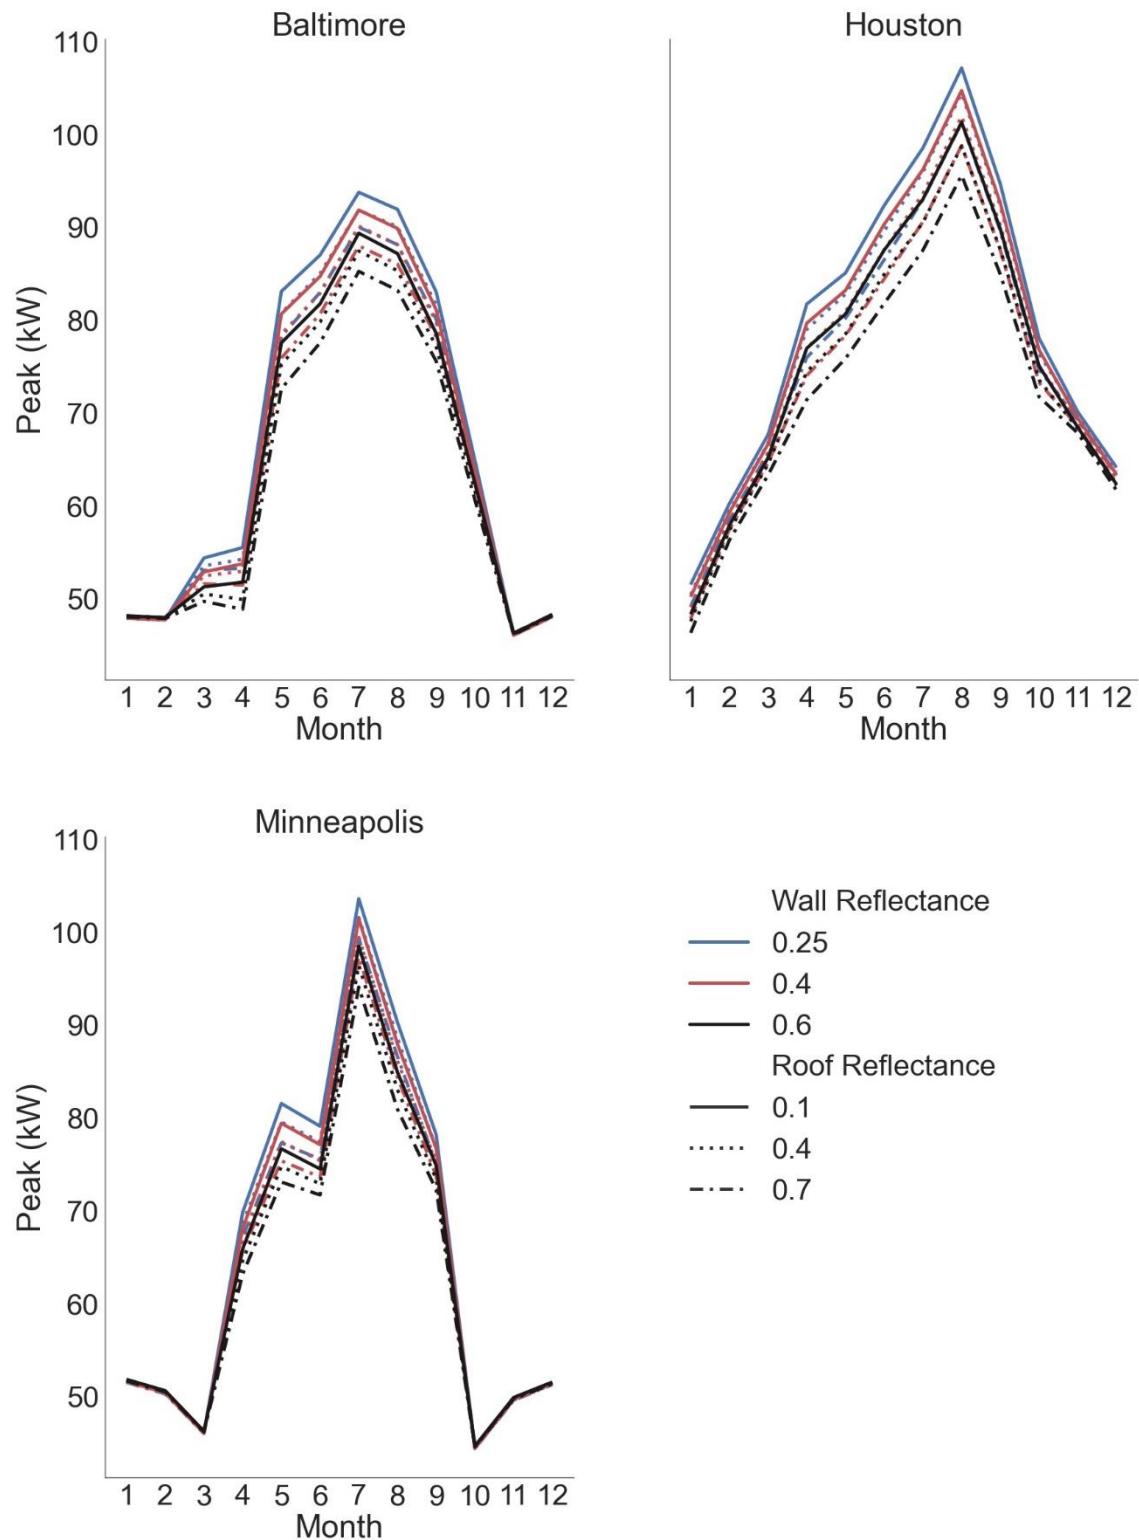 Baltimore
110
100
90
80
70
60
50
Peak (kW)
1 2 3 4 5 6 7 8 9 10 11 12
Month
Houston
1 2 3 4 5 6 7 8 9 10 11 12
Month
Minneapolis
110
100
90
80
70
60
50
Peak (kW)
1 2 3 4 5 6 7 8 9 10 11 12
Month
Wall Reflectance
0.25
0.4
0.6
Roof Reflectance
0.1
0.4
0.7